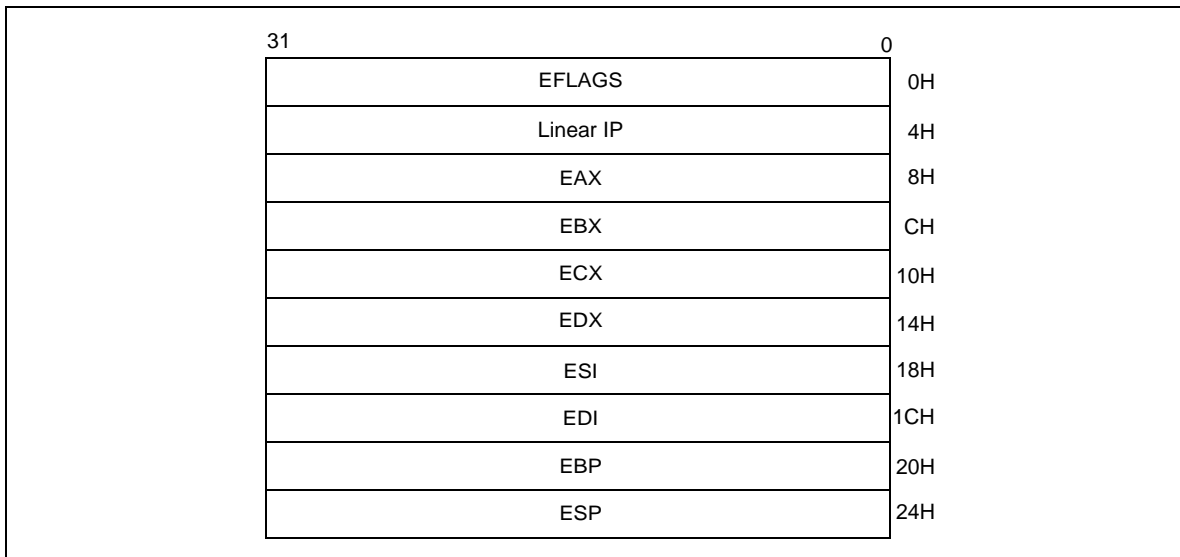 31 0
EFLAGS 0H
Linear IP 4H
EAX 8H
EBX CH
ECX 10H
EDX 14H
ESI 18H
EDI 1CH
EBP 20H
ESP 24H